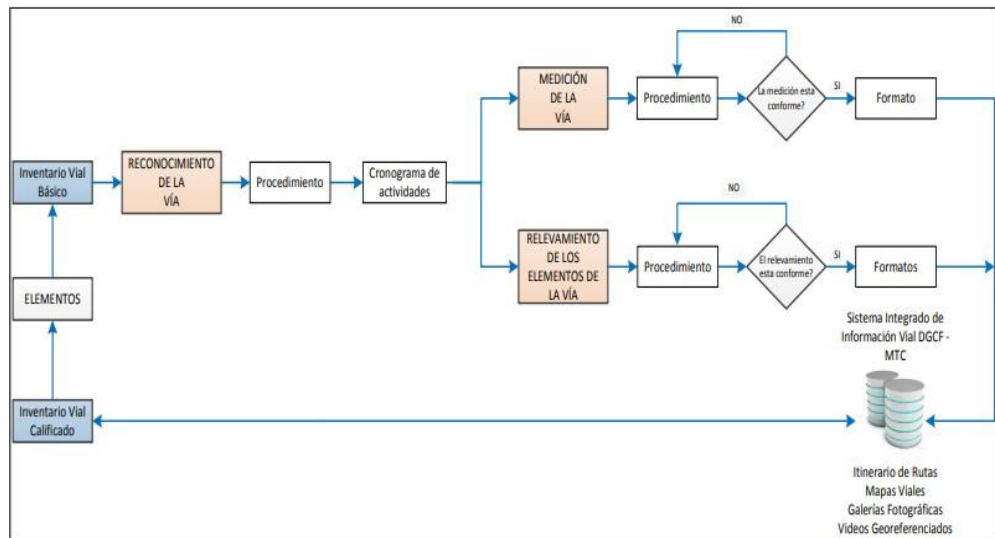 NO
MEDICIÓN
DE LA
VÍA
Procedimiento
La medición esta
conforme?
SI
Formato
Inventario Vial
Básico
RECONOCIMIENTO
DE LA
VÍA
Procedimiento
Cronograma de
actividades
NO
RELEVAMIENTO
DE LOS
ELEMENTOS DE
LA VÍA
Procedimiento
El relevamiento
esta conforme?
SI
Formatos
ELEMENTOS
Sistema Integrado de
Información Vial DGCF -
MTC
Inventario Vial
Calificado
Itinerario de Rutas
Mapas Viales
Galerías Fotográficas
Videos Georeferenciados